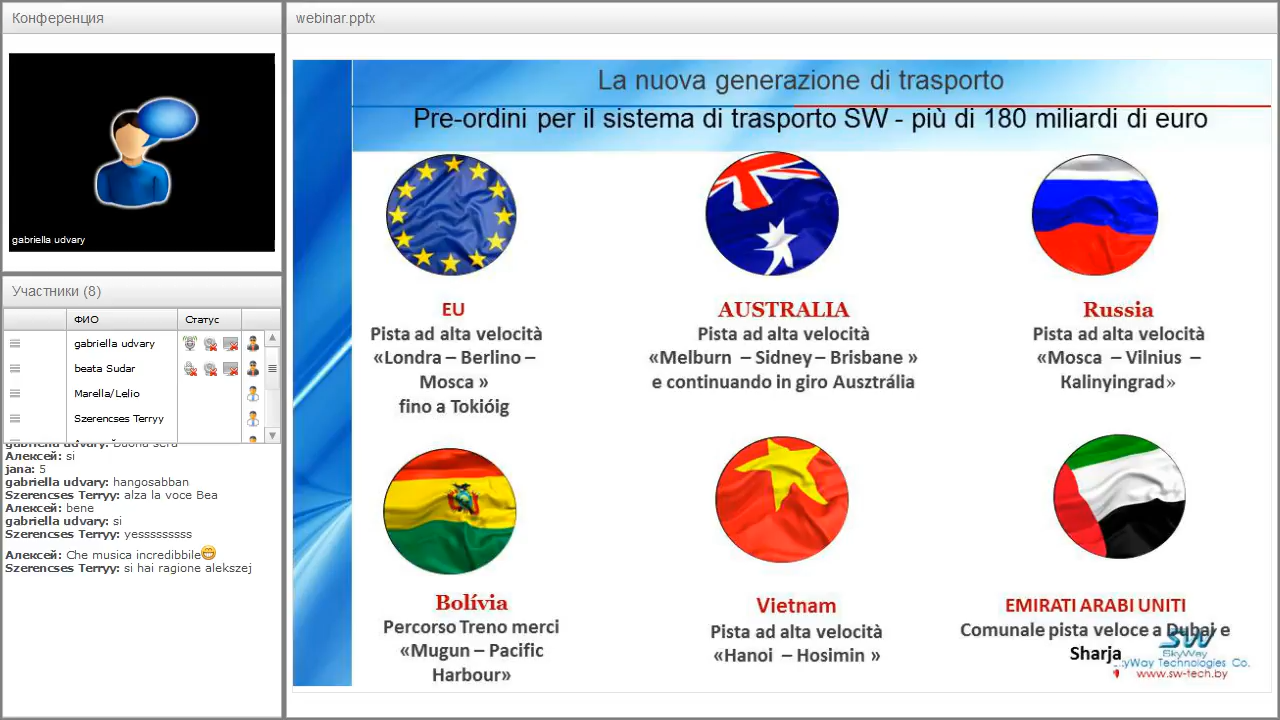 Конференция
gabriella udvary
Участники (8)
ФИО
Статус
gabriella udvary
beata Sudar
Marella/Lelio
Szerencses Terryy
gabriella udvary: Buona sera
Алексей: si
jana: 5
gabriella udvary: hangosabban
Szerencses Terryy: alza la voce Bea
Алексей: bene
gabriella udvary: si
Szerencses Terryy: yesssssssss
Алексей: Che musica incredibbile
Szerencses Terryy: si hai ragione alekszej
webinar.pptx
La nuova generazione di trasporto
Pre-ordini per il sistema di trasporto SW - più di 180 miliardi di euro
EU
Pista ad alta velocità
«Londra – Berlino –
Mosca »
fino a Tokióig
AUSTRALIA
Pista ad alta velocità
«Melburn – Sidney – Brisbane »
e continuando in giro Ausztrália
Russia
Pista ad alta velocità
«Mosca – Vilnius –
Kalinyingrad»
Bolívia
Percorso Treno merci
«Mugun – Pacific
Harbour»
Vietnam
Pista ad alta velocità
«Hanoi – Hosimin »
EMIRATI ARABI UNITI
Comunale pista veloce a Dubaj e
Sharja
SW
SkyWay
SkyWay Technologies Co.
www.sw-tech.by